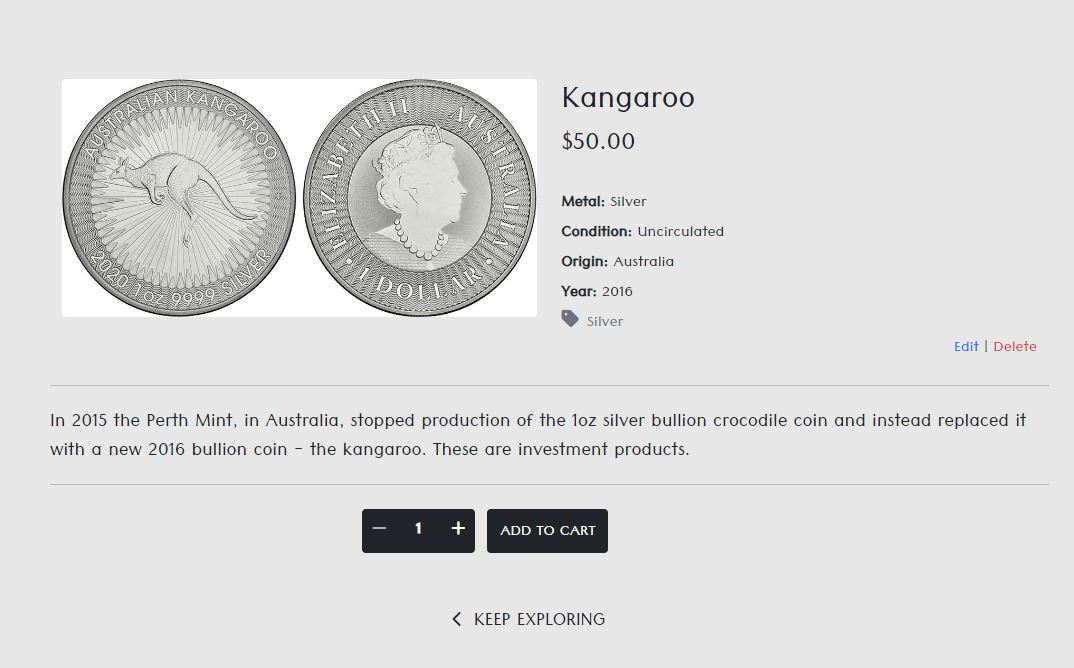 AUSTRALIAN KANGAROO
2020 1oz 9999 SILVER
ELIZABETH II AUSTRALIA
• 1 DOLLAR •
Kangaroo
$50.00
Metal: Silver
Condition: Uncirculated
Origin: Australia
Year: 2016
Silver
Edit | Delete
In 2015 the Perth Mint, in Australia, stopped production of the 1oz silver bullion crocodile coin and instead replaced it
with a new 2016 bullion coin - the kangaroo. These are investment products.
− 1 + ADD TO CART
KEEP EXPLORING